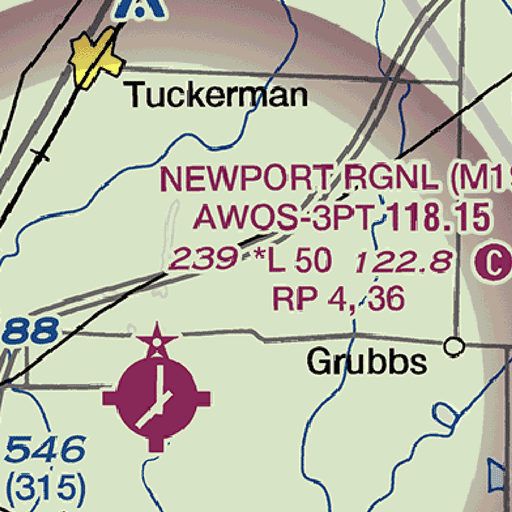 Tuckerman
NEWPORT RGNL (M19
AWOS-3PT 118.15
239 *L 50 122.8 C
RP 4, 36
88
Grubbs
546
(315)